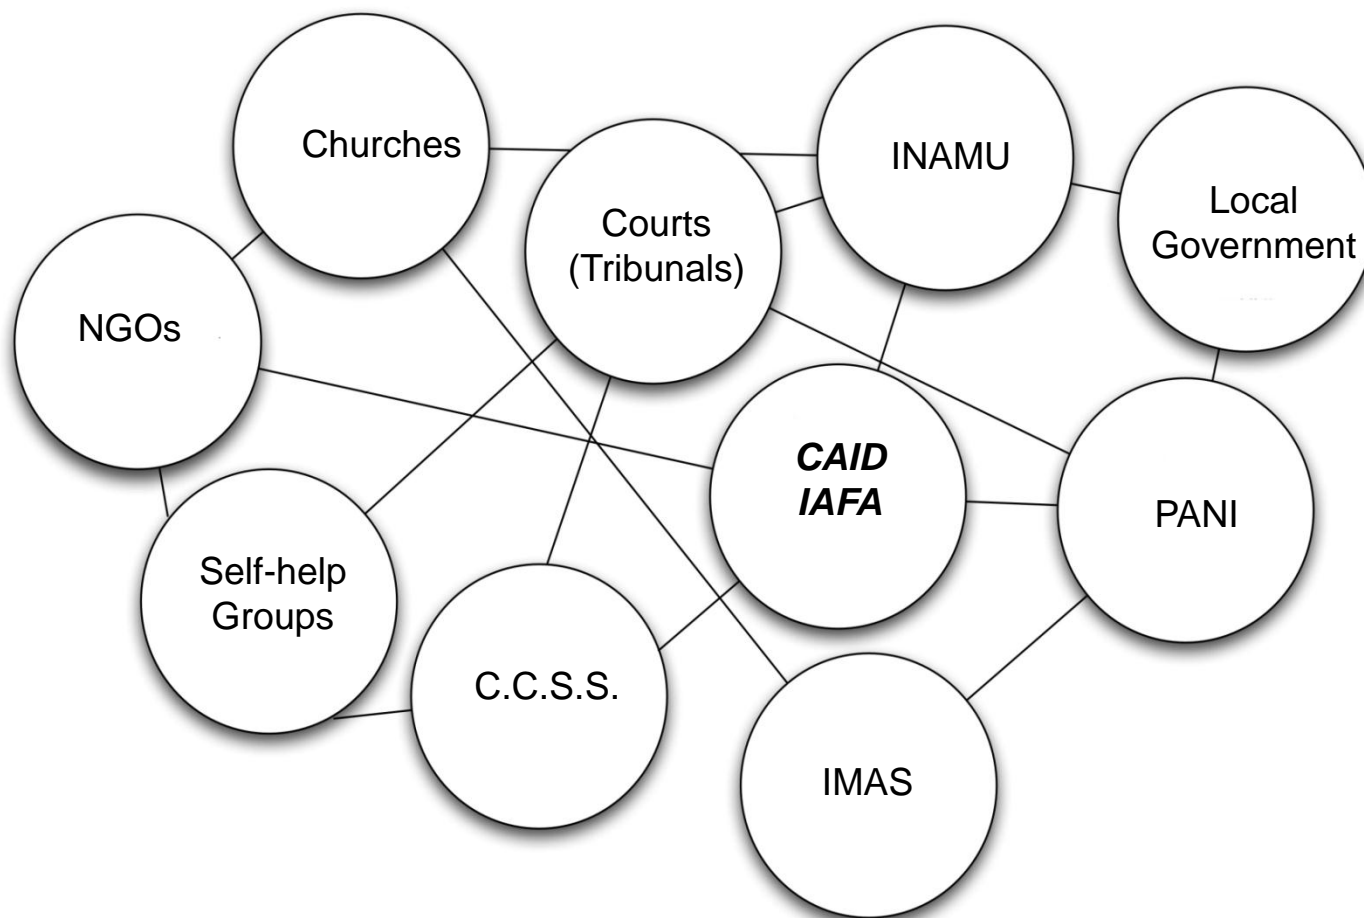 Churches
INAMU
Courts
(Tribunals)
Local
Government
NGOs
CAID
IAFA
PANI
Self-help
Groups
C.C.S.S.
IMAS